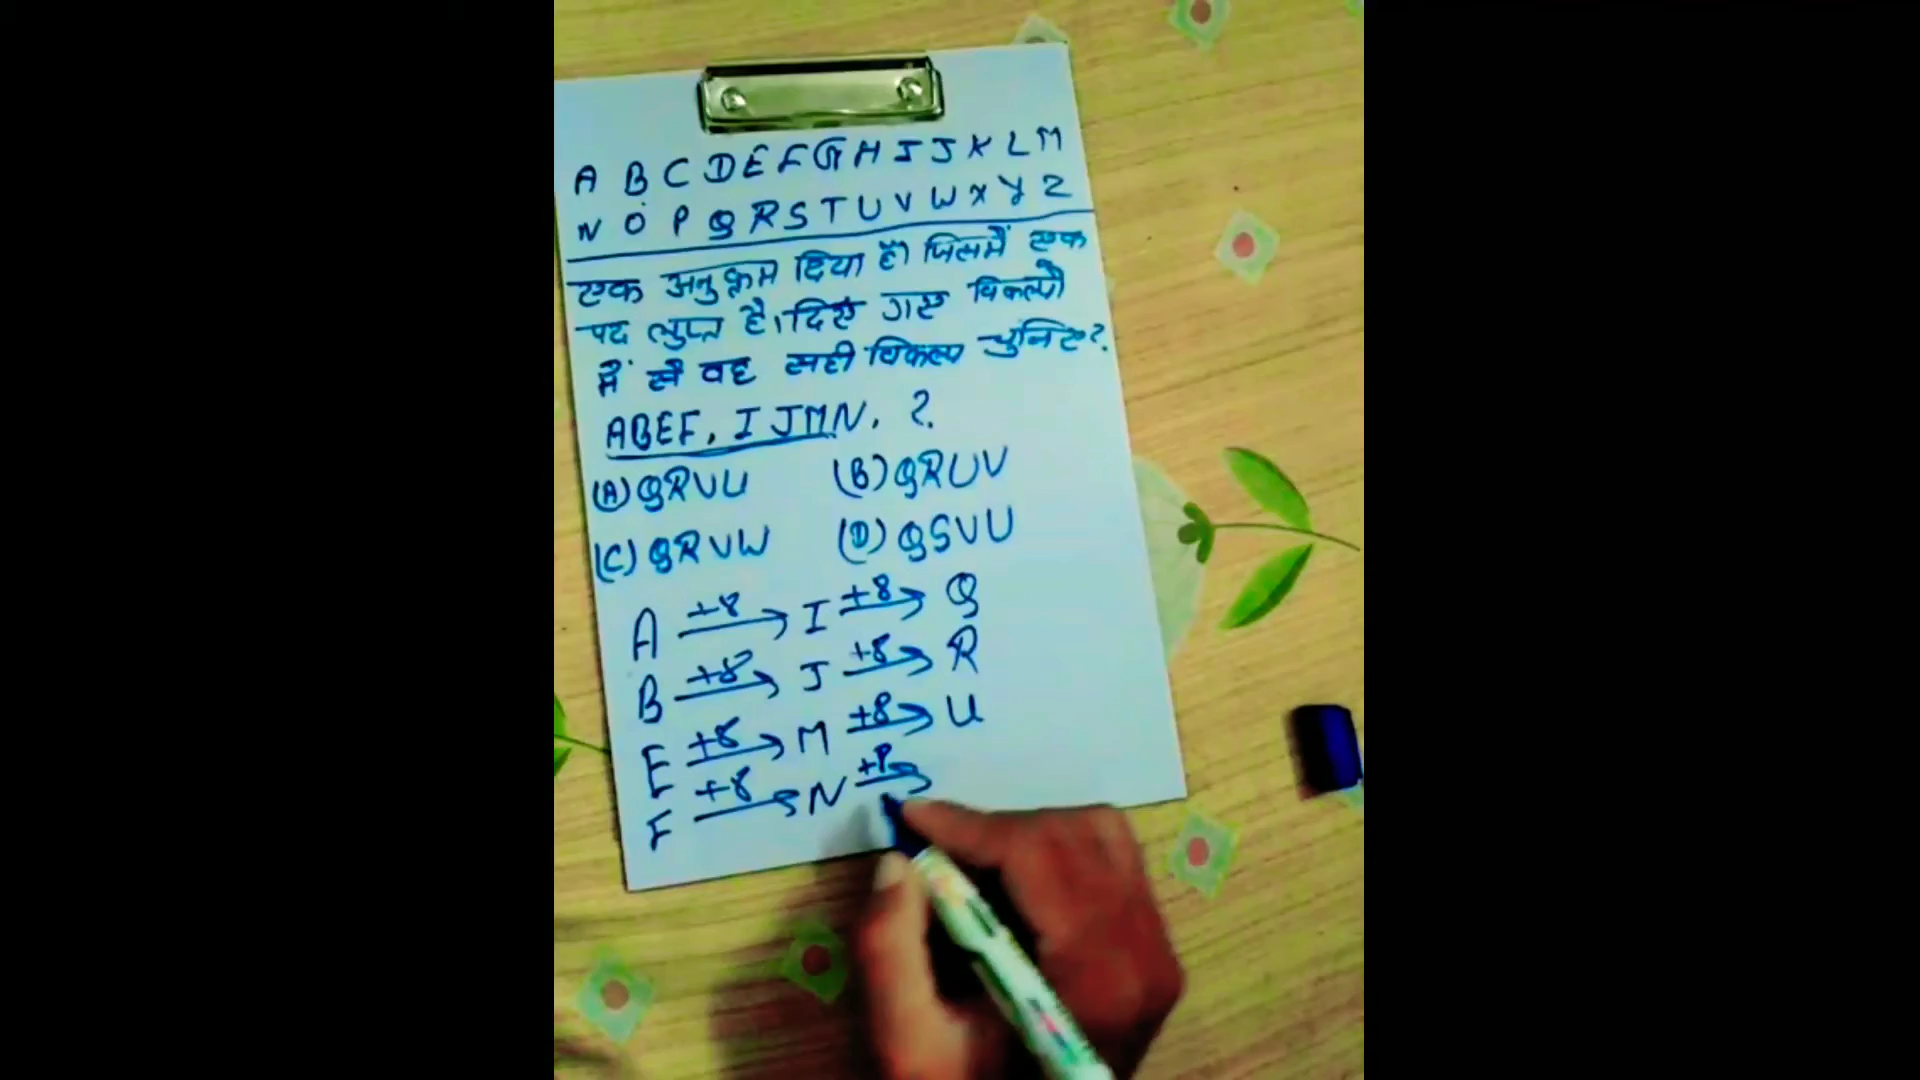 A B C D E F G H I J K L M
N O P Q R S T U V W X Y Z
एक अनुक्रम दिया है। जिसमें एक
पद लुप्त है। दिए गए विकल्पों
में से वह सही विकल्प चुनिए?
ABEF, IJMN, ?
(A) QRVU (B) QRUV
(C) QRVW (D) QSVU
A +8 I +8 Q
B +8 J +8 R
E +8 M +8 U
F +8 N +8